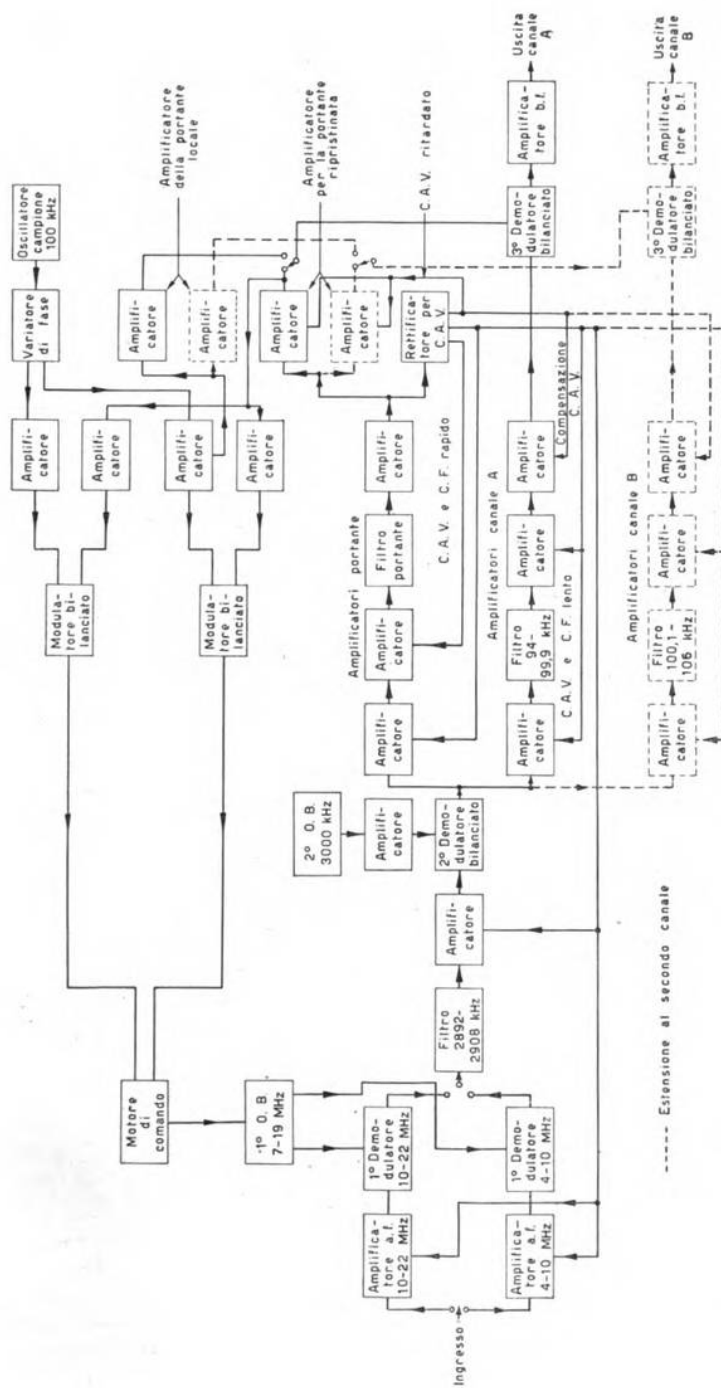 Oscillatore
campione
100 kHz
Variatore
di fase
Amplifi-
catore
Amplifi-
catore
Amplifi-
catore
Amplifi-
catore
Modula-
tore bi-
lanciato
Modula-
tore bi-
lanciato
Motore
di
comando
Amplifi-
catore
Amplifi-
catore
Amplificatore
della portante
locale
Amplifi-
catore
Amplifi-
catore
Amplificatore
per la portante
ripristinata
Rettifica-
tore per
C.A.V.
C.A.V. ritardato
1° O.B.
7-19 MHz
Ingresso
Amplifica-
tore a.f.
10-22 MHz
1° Demo-
dulatore
10-22 MHz
Amplifica-
tore a.f.
4-10 MHz
1° Demo-
dulatore
4-10 MHz
Filtro
2892-
2908 kHz
Amplifi-
catore
2° O.B.
3000 kHz
Amplifi-
catore
2° Demo-
dulatore
bilanciato
Amplificatori portante
Amplifi-
catore
Amplifi-
catore
Filtro
portante
Amplifi-
catore
C.A.V. e C.F. rapido
Amplificatori canale A
Amplifi-
catore
Filtro
94-
99,9 kHz
Amplifi-
catore
Amplifi-
catore
3° Demo-
dulatore
bilanciato
Amplifica-
tore b.f.
Uscita
canale
A
C.A.V. e C.F. lento
Compensazione
C.A.V.
Amplificatori canale B
Amplifi-
catore
Filtro
100,1-
106 kHz
Amplifi-
catore
Amplifi-
catore
3° Demo-
dulatore
bilanciato
Amplifica-
tore b.f.
Uscita
canale
B
----- Estensione al secondo canale